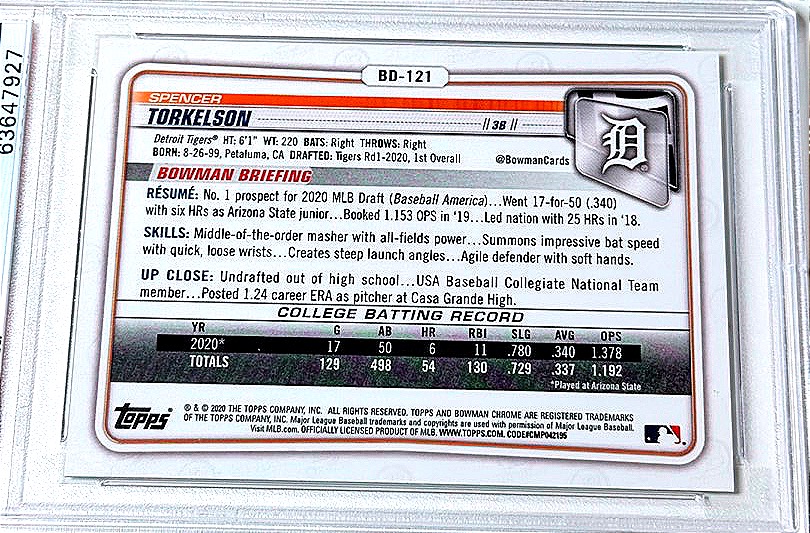 63647927
BD-121
SPENCER
TORKELSON
// 3B //
Detroit Tigers® HT: 6'1" WT: 220 BATS: Right THROWS: Right
BORN: 8-26-99, Petaluma, CA DRAFTED: Tigers Rd1-2020, 1st Overall
@BowmanCards
D
BOWMAN BRIEFING
RÉSUMÉ: No. 1 prospect for 2020 MLB Draft (Baseball America)...Went 17-for-50 (.340)
with six HRs as Arizona State junior...Booked 1.153 OPS in '19...Led nation with 25 HRs in '18.
SKILLS: Middle-of-the-order masher with all-fields power...Summons impressive bat speed
with quick, loose wrists...Creates steep launch angles...Agile defender with soft hands.
UP CLOSE: Undrafted out of high school...USA Baseball Collegiate National Team
member...Posted 1.24 career ERA as pitcher at Casa Grande High.
COLLEGE BATTING RECORD
YR G AB HR RBI SLG AVG OPS
2020* 17 50 6 11 .780 .340 1.378
TOTALS 129 498 54 130 .729 .337 1.192
*Played at Arizona State
topps
® & © 2020 THE TOPPS COMPANY, INC. ALL RIGHTS RESERVED. TOPPS AND BOWMAN CHROME ARE REGISTERED TRADEMARKS
OF THE TOPPS COMPANY, INC. Major League Baseball trademarks and copyrights are used with permission of Major League Baseball.
Visit MLB.com. OFFICIALLY LICENSED PRODUCT OF MLB. WWW.TOPPS.COM. CODE#CMP042195